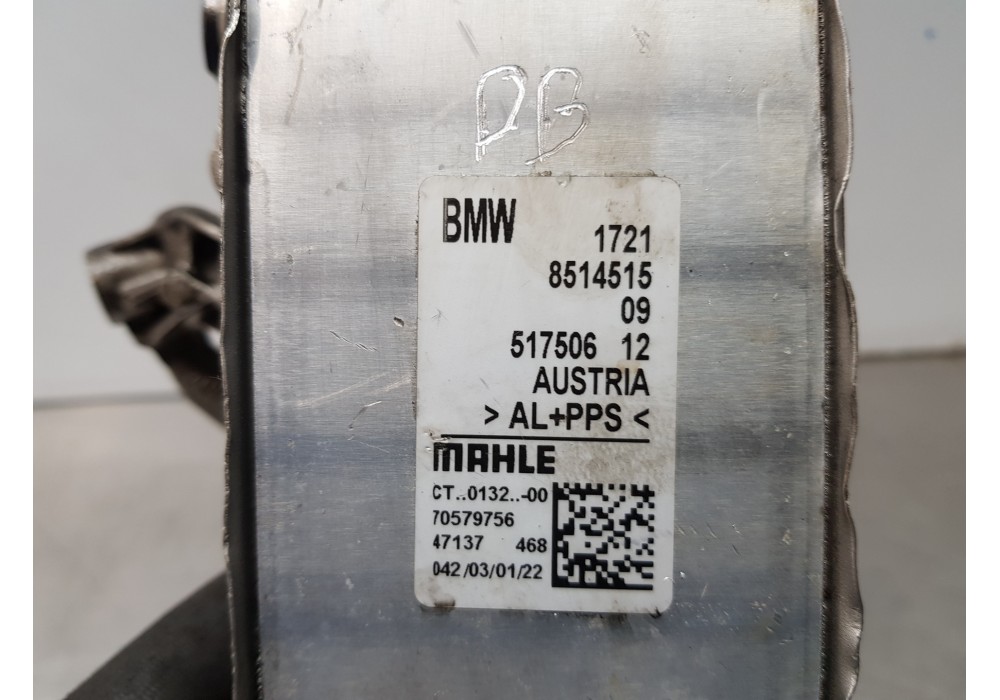 DB
BMW
1721
8514515
09
517506 12
AUSTRIA
> AL+PPS <
MAHLE
CT..0132..-00
70579756
47137 468
042/03/01/22